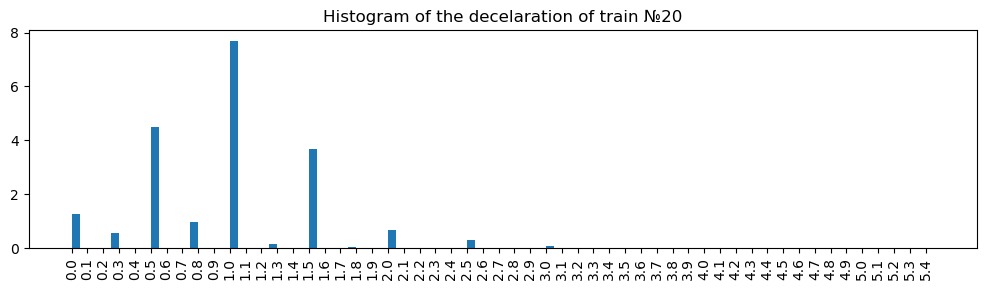 Histogram of the decelaration of train №20
8
6
4
2
0
0.0 0.1 0.2 0.3 0.4 0.5 0.6 0.7 0.8 0.9 1.0 1.1 1.2 1.3 1.4 1.5 1.6 1.7 1.8 1.9 2.0 2.1 2.2 2.3 2.4 2.5 2.6 2.7 2.8 2.9 3.0 3.1 3.2 3.3 3.4 3.5 3.6 3.7 3.8 3.9 4.0 4.1 4.2 4.3 4.4 4.5 4.6 4.7 4.8 4.9 5.0 5.1 5.2 5.3 5.4